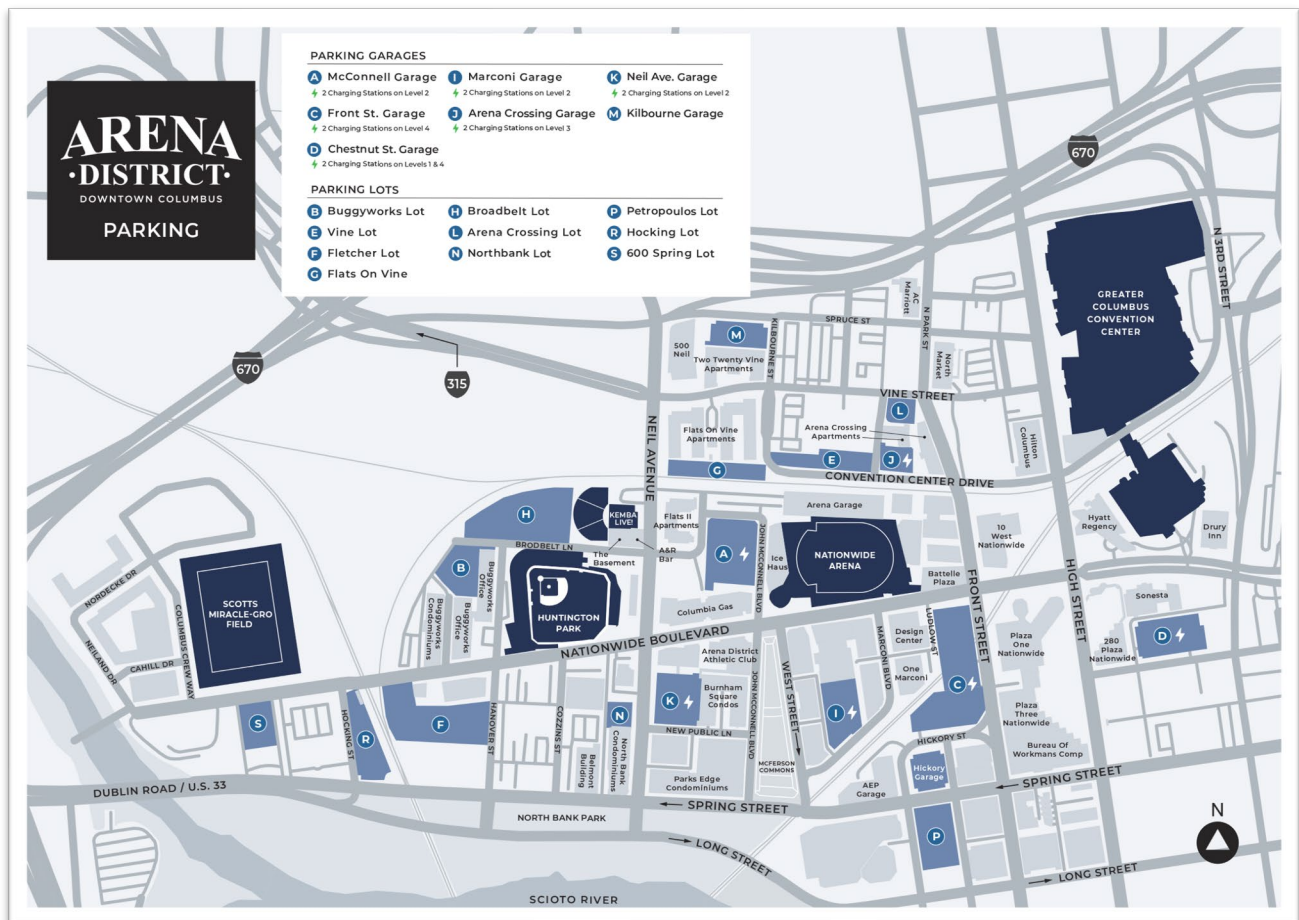 ARENA
·DISTRICT·
DOWNTOWN COLUMBUS
PARKING
PARKING GARAGES
A McConnell Garage
2 Charging Stations on Level 2
C Front St. Garage
2 Charging Stations on Level 4
D Chestnut St. Garage
2 Charging Stations on Levels 1 & 4
I Marconi Garage
2 Charging Stations on Level 2
J Arena Crossing Garage
2 Charging Stations on Level 3
K Neil Ave. Garage
2 Charging Stations on Level 2
M Kilbourne Garage
PARKING LOTS
B Buggyworks Lot
E Vine Lot
F Fletcher Lot
G Flats On Vine
H Broadbelt Lot
L Arena Crossing Lot
N Northbank Lot
P Petropoulos Lot
R Hocking Lot
S 600 Spring Lot
670
N 3RD STREET
GREATER
COLUMBUS
CONVENTION
CENTER
AC
Marriott
N PARK ST
SPRUCE ST
KILBOURNE ST
M
500
Neil
Two Twenty Vine
Apartments
North
Market
670
315
VINE STREET
L
NEIL AVENUE
Flats On Vine
Apartments
Arena Crossing
Apartments
Hilton
Columbus
G
E
J
CONVENTION CENTER DRIVE
H
KEMBA
LIVE!
Flats II
Apartments
Arena Garage
Hyatt
Regency
Drury
Inn
10
West
Nationwide
BRODBELT LN
The
Basement
A&R
Bar
A
JOHN MCCONNELL BLVD
Ice
Haus
NATIONWIDE
ARENA
Battelle
Plaza
FRONT STREET
HIGH STREET
B
Buggyworks
Office
Buggyworks
Office
Buggyworks
Condominiums
HUNTINGTON
PARK
Columbia Gas
NATIONWIDE BOULEVARD
NORDECKE DR
SCOTTS
MIRACLE-GRO
FIELD
COLUMBUS CREW WAY
NEILAND DR
CAHILL DR
Sonesta
D
280
Plaza
Nationwide
LUDLOW ST
Design
Center
MARCONI BLVD
One
Marconi
Plaza
One
Nationwide
C
Arena District
Athletic Club
WEST STREET
JOHN MCCONNELL BLVD
K
Burnham
Square
Condos
I
Plaza
Three
Nationwide
S
HOCKING ST
R
F
HANOVER ST
COZZINS ST
N
North Bank
Condominiums
Belmont
Building
NEW PUBLIC LN
HICKORY ST
Bureau Of
Workmans Comp
MCFERSON
COMMONS
Parks Edge
Condominiums
Hickory
Garage
AEP
Garage
SPRING STREET
DUBLIN ROAD / U.S. 33
SPRING STREET
NORTH BANK PARK
N
P
LONG STREET
LONG STREET
SCIOTO RIVER